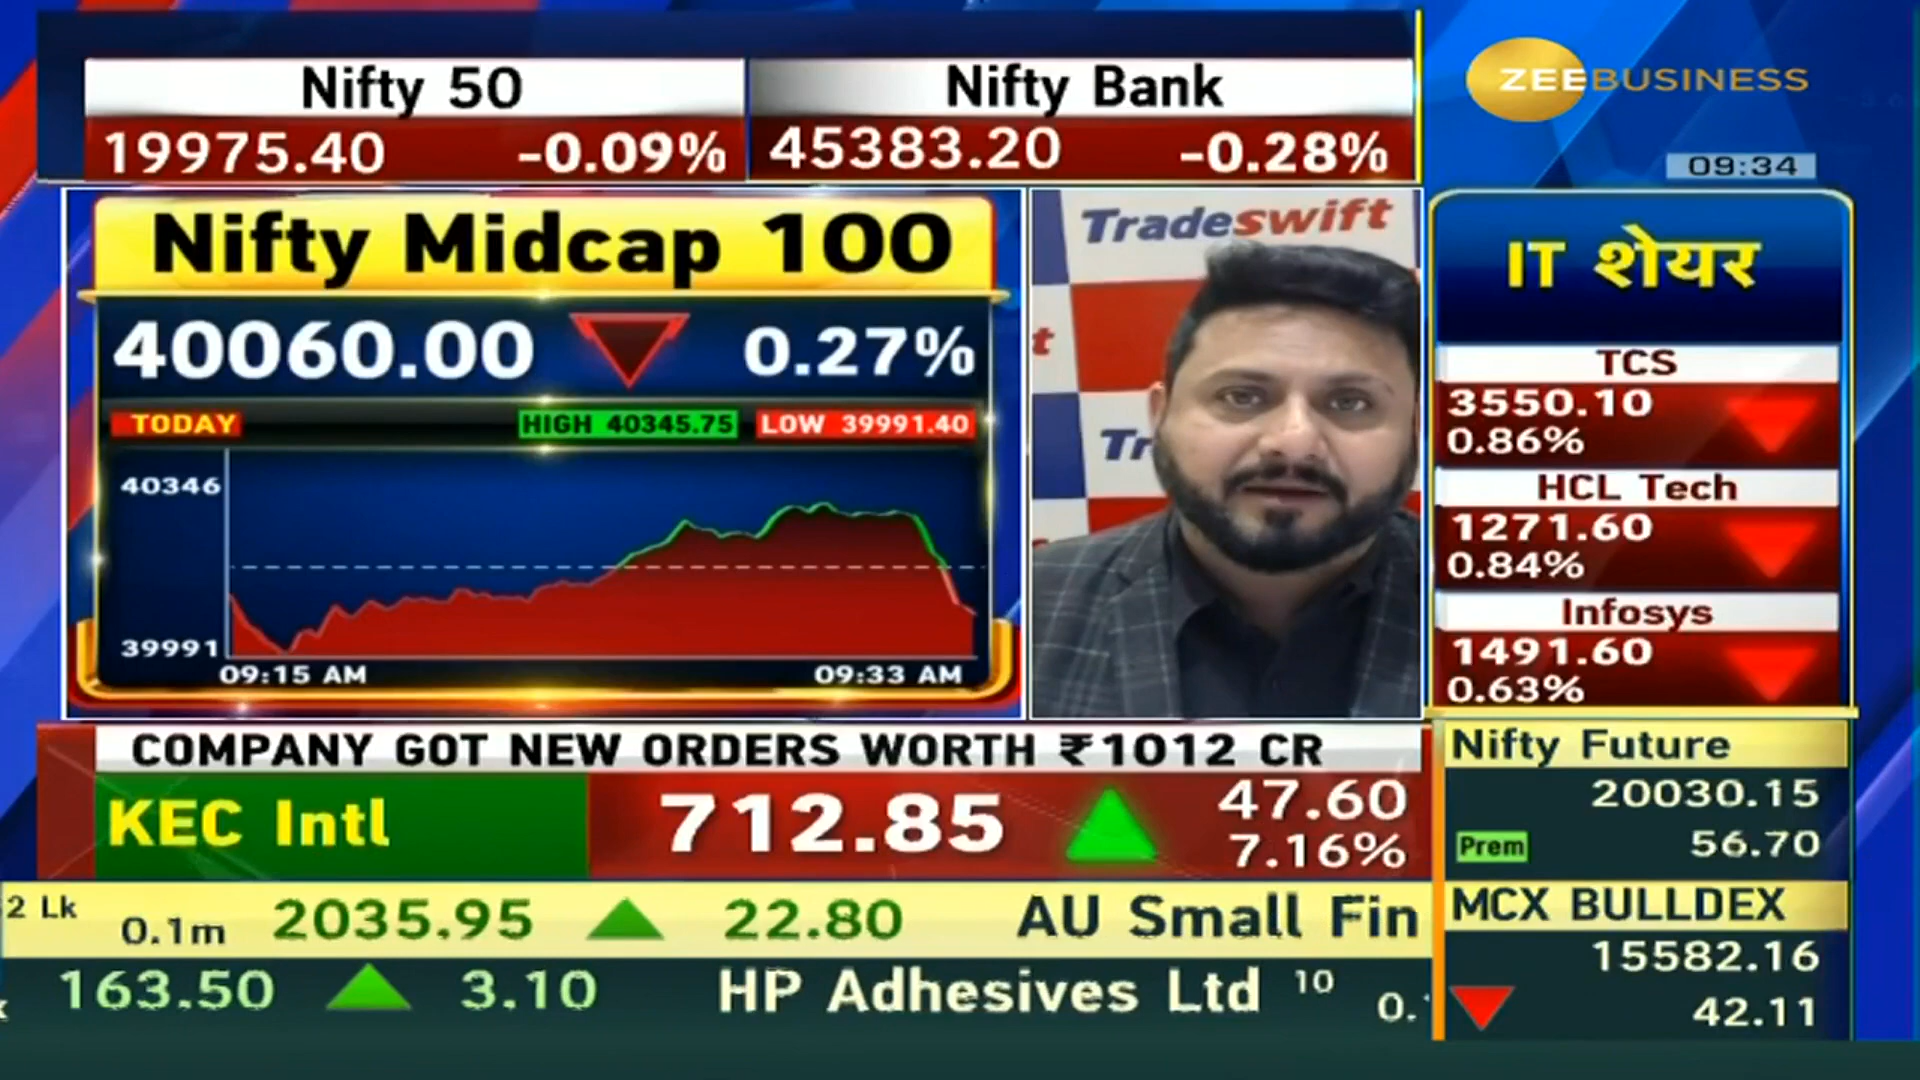 Nifty 50
19975.40 -0.09%
Nifty Bank
45383.20 -0.28%
ZEEBUSINESS
09:34
Nifty Midcap 100
40060.00 0.27%
TODAY HIGH 40345.75 LOW 39991.40
40346
39991
09:15 AM 09:33 AM
Tradeswift
t
Tr
IT शेयर
TCS
3550.10
0.86%
HCL Tech
1271.60
0.84%
Infosys
1491.60
0.63%
COMPANY GOT NEW ORDERS WORTH ₹1012 CR
KEC Intl 712.85 47.60
7.16%
Nifty Future
20030.15
Prem 56.70
MCX BULLDEX
15582.16
42.11
2 Lk 0.1m 2035.95 22.80 AU Small Fin
163.50 3.10 HP Adhesives Ltd 10 0.